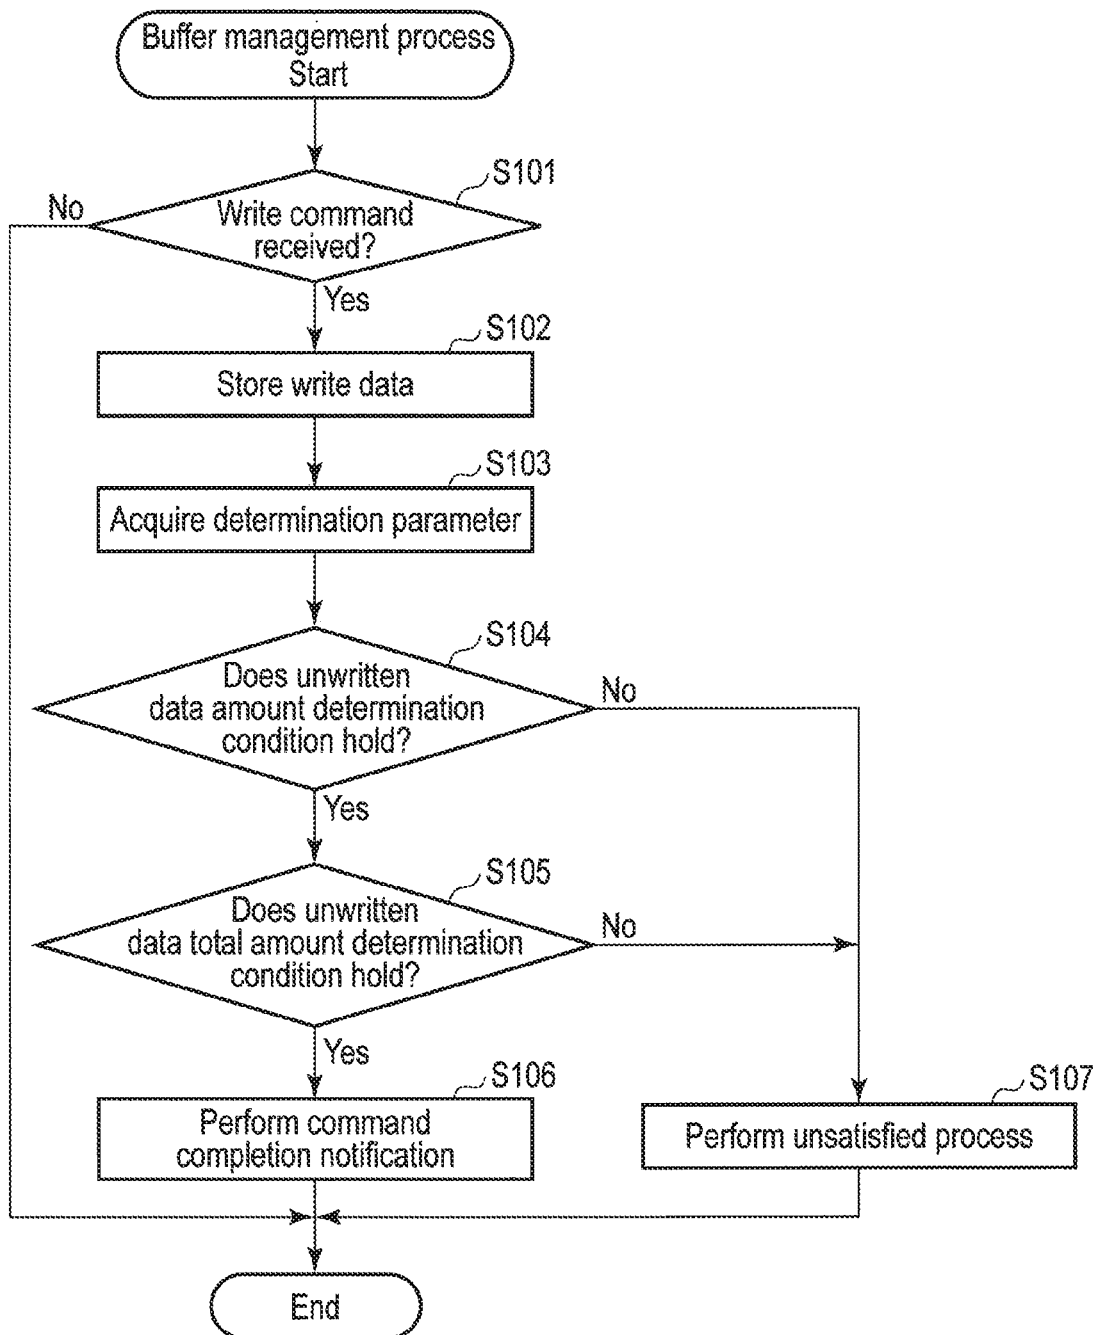 Buffer management process
Start
S101
No
Write command
received?
Yes
S102
Store write data
S103
Acquire determination parameter
S104
Does unwritten
data amount determination
condition hold?
No
Yes
S105
Does unwritten
data total amount determination
condition hold?
No
Yes
S106
Perform command
completion notification
S107
Perform unsatisfied process
End